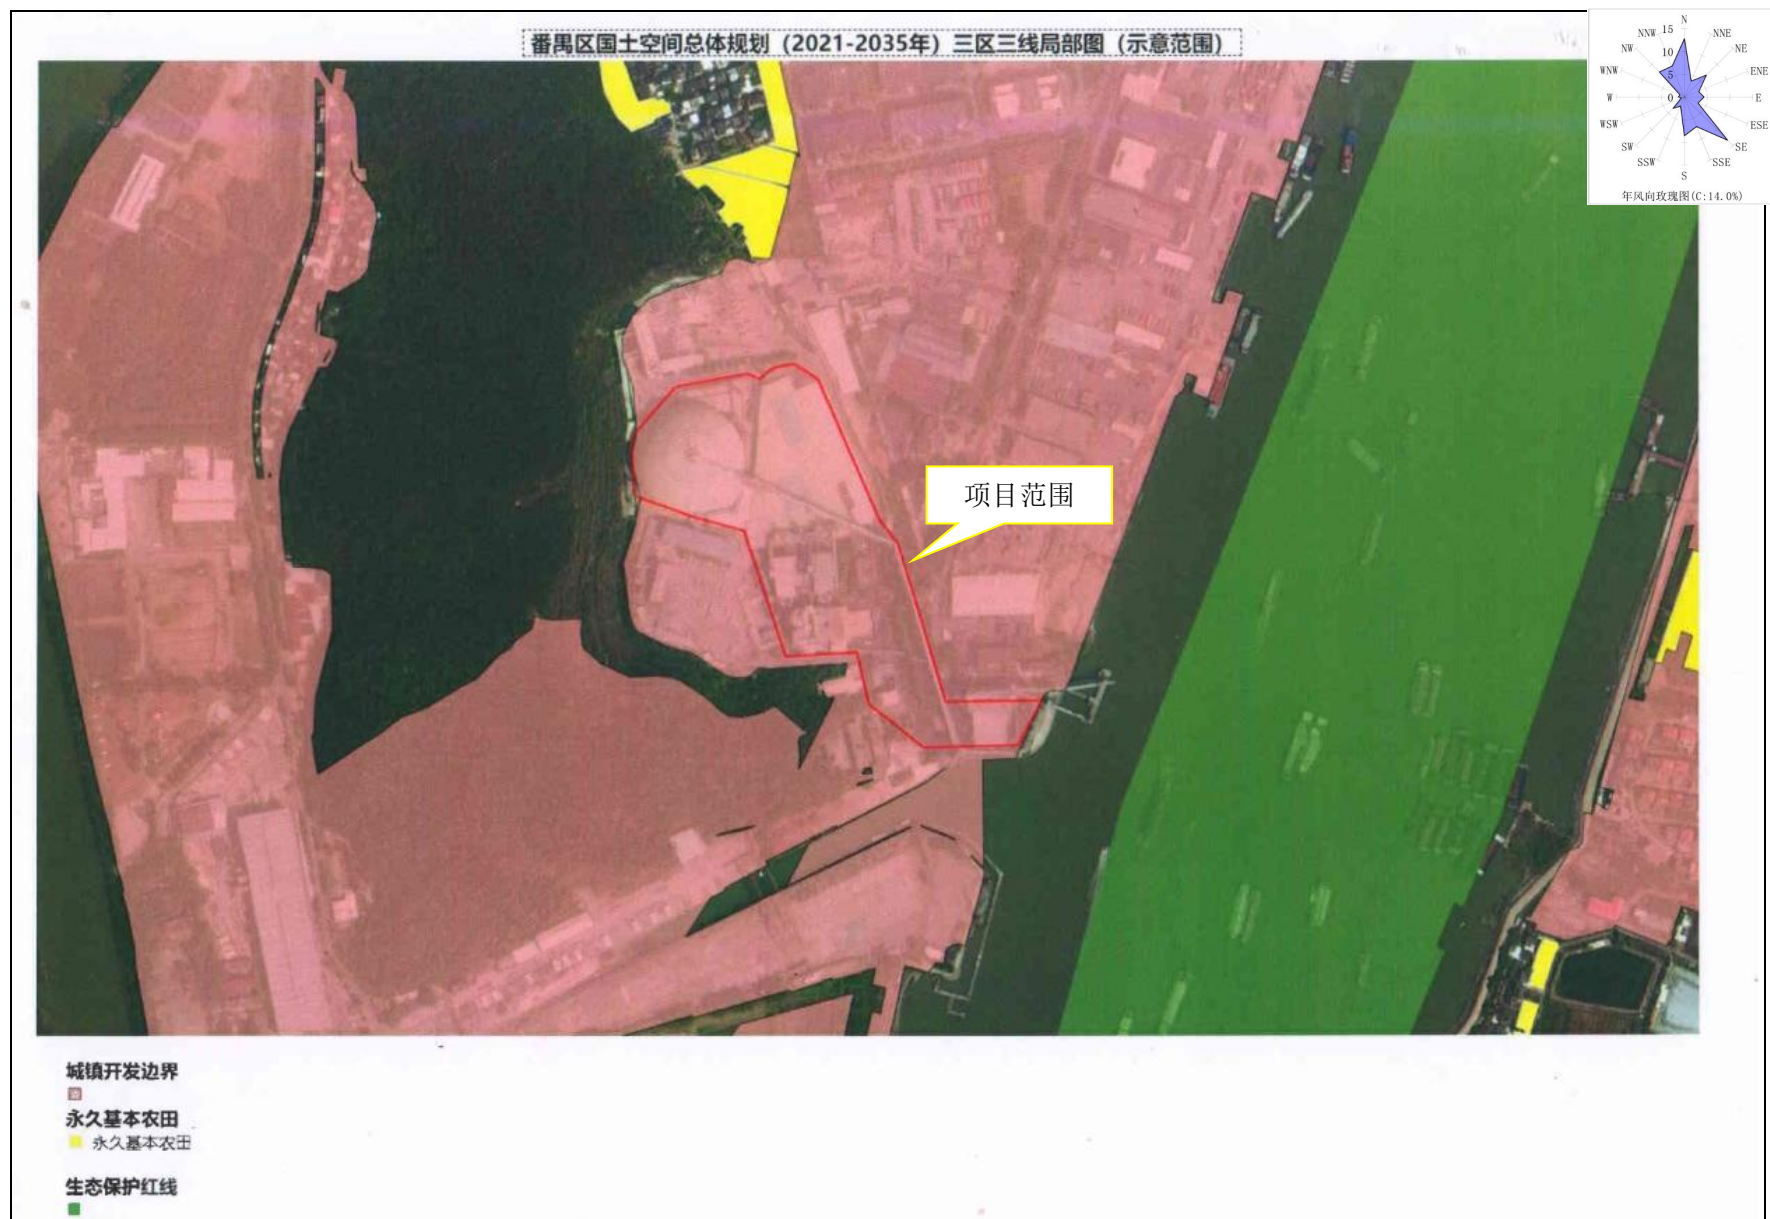 番禺区国土空间总体规划（2021-2035年）三区三线局部图（示意范围）
N
NNE
NE
ENE
E
ESE
SE
SSE
S
SSW
SW
WSW
W
WNW
NW
NNW
15
10
5
0
年风向玫瑰图(C:14.0%)
项目范围
城镇开发边界
永久基本农田
永久基本农田
生态保护红线